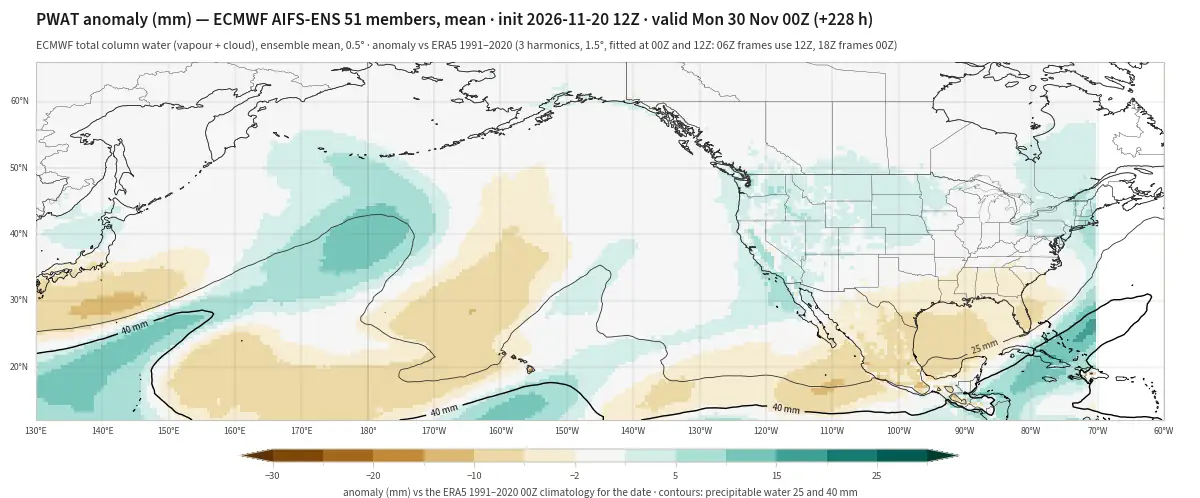 PWAT anomaly (mm) — ECMWF AIFS-ENS 51 members, mean · init 2026-11-20 12Z · valid Mon 30 Nov 00Z (+228 h)
ECMWF total column water (vapour + cloud), ensemble mean, 0.5° · anomaly vs ERA5 1991–2020 (3 harmonics, 1.5°, fitted at 00Z and 12Z: 06Z frames use 12Z, 18Z frames 00Z)
60°N
50°N
40°N
30°N
20°N
40 mm
25 mm
40 mm
40 mm
130°E 140°E 150°E 160°E 170°E 180° 170°W 160°W 150°W 140°W 130°W 120°W 110°W 100°W 90°W 80°W 70°W 60°W
−30 −20 −10 −2 5 15 25
anomaly (mm) vs the ERA5 1991–2020 00Z climatology for the date · contours: precipitable water 25 and 40 mm